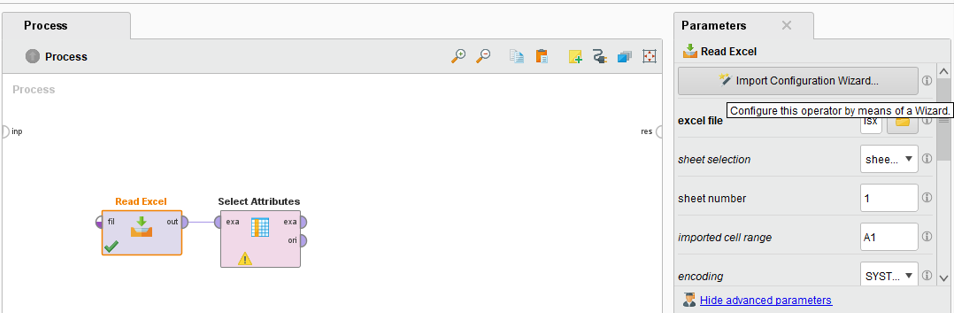 Process
Process
Process
inp
res
Read Excel
fil
out
Select Attributes
exa
exa
ori
Parameters
Read Excel
Import Configuration Wizard...
Configure this operator by means of a Wizard.
excel file
lsx
sheet selection
shee...
sheet number
1
imported cell range
A1
encoding
SYST...
Hide advanced parameters